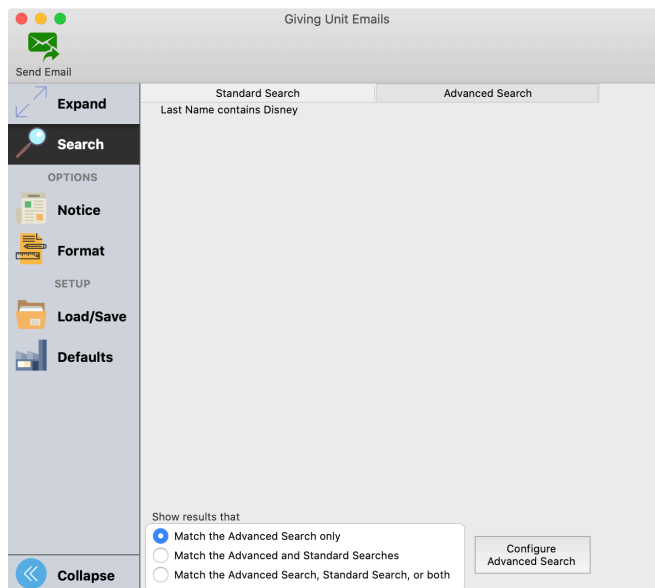 Giving Unit Emails
Send Email
Expand
Search
OPTIONS
Notice
Format
SETUP
Load/Save
Defaults
Collapse
Standard Search
Advanced Search
Last Name contains Disney
Show results that
Match the Advanced Search only
Match the Advanced and Standard Searches
Match the Advanced Search, Standard Search, or both
Configure
Advanced Search